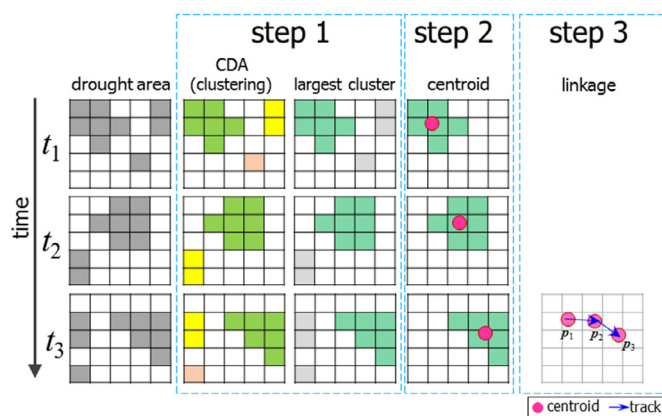 step 1
step 2
step 3
drought area
CDA
(clustering)
largest cluster
centroid
linkage
time
t1
t2
t3
p1
p2
p3
centroid
track